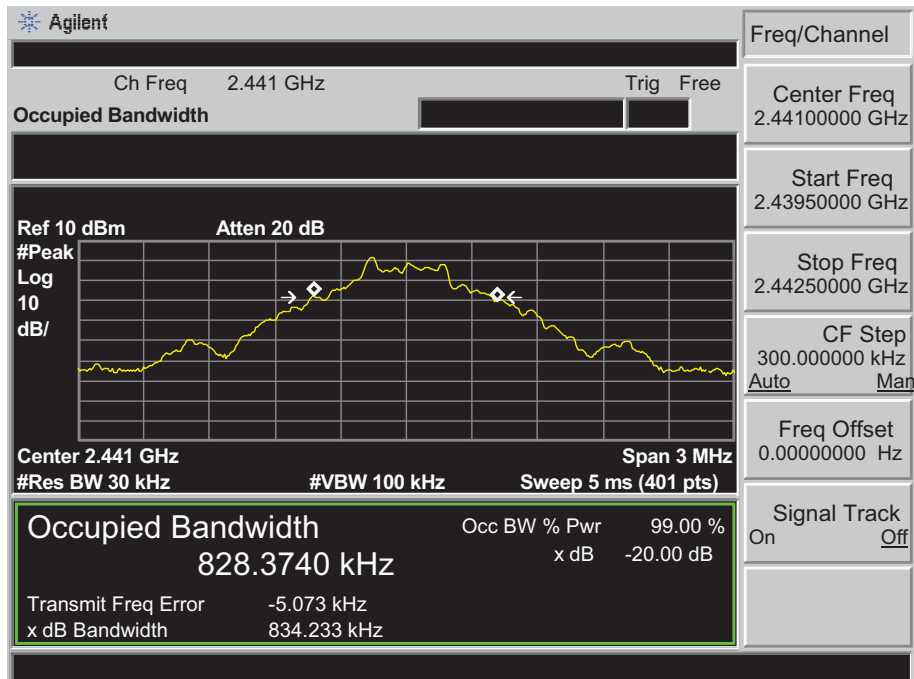 Agilent
Ch Freq 2.441 GHz Trig Free
Occupied Bandwidth
Ref 10 dBm Atten 20 dB
#Peak
Log
10
dB/
Center 2.441 GHz Span 3 MHz
#Res BW 30 kHz #VBW 100 kHz Sweep 5 ms (401 pts)
Occupied Bandwidth
828.3740 kHz
Occ BW % Pwr 99.00 %
x dB -20.00 dB
Transmit Freq Error -5.073 kHz
x dB Bandwidth 834.233 kHz
Freq/Channel
Center Freq
2.44100000 GHz
Start Freq
2.43950000 GHz
Stop Freq
2.44250000 GHz
CF Step
300.000000 kHz
Auto Man
Freq Offset
0.00000000 Hz
Signal Track
On Off